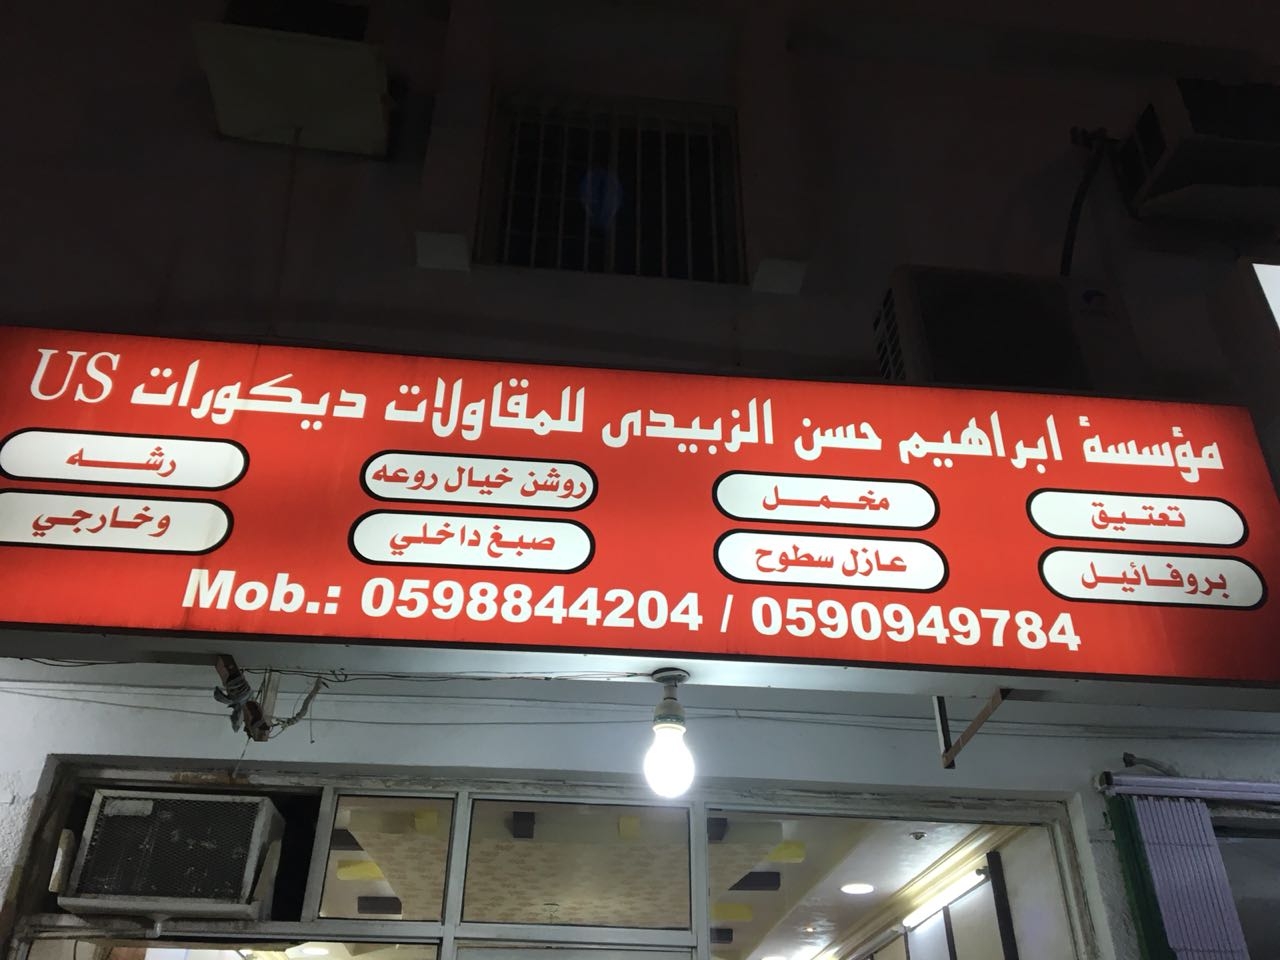 مؤسسة ابراهيم حسن الزبيدى للمقاولات ديكورات US
تعتيق
مخمل
روشن خيال روعه
رشه
بروفائيل
عازل سطوح
صبغ داخلي
وخارجي
Mob.: 0598844204 / 0590949784